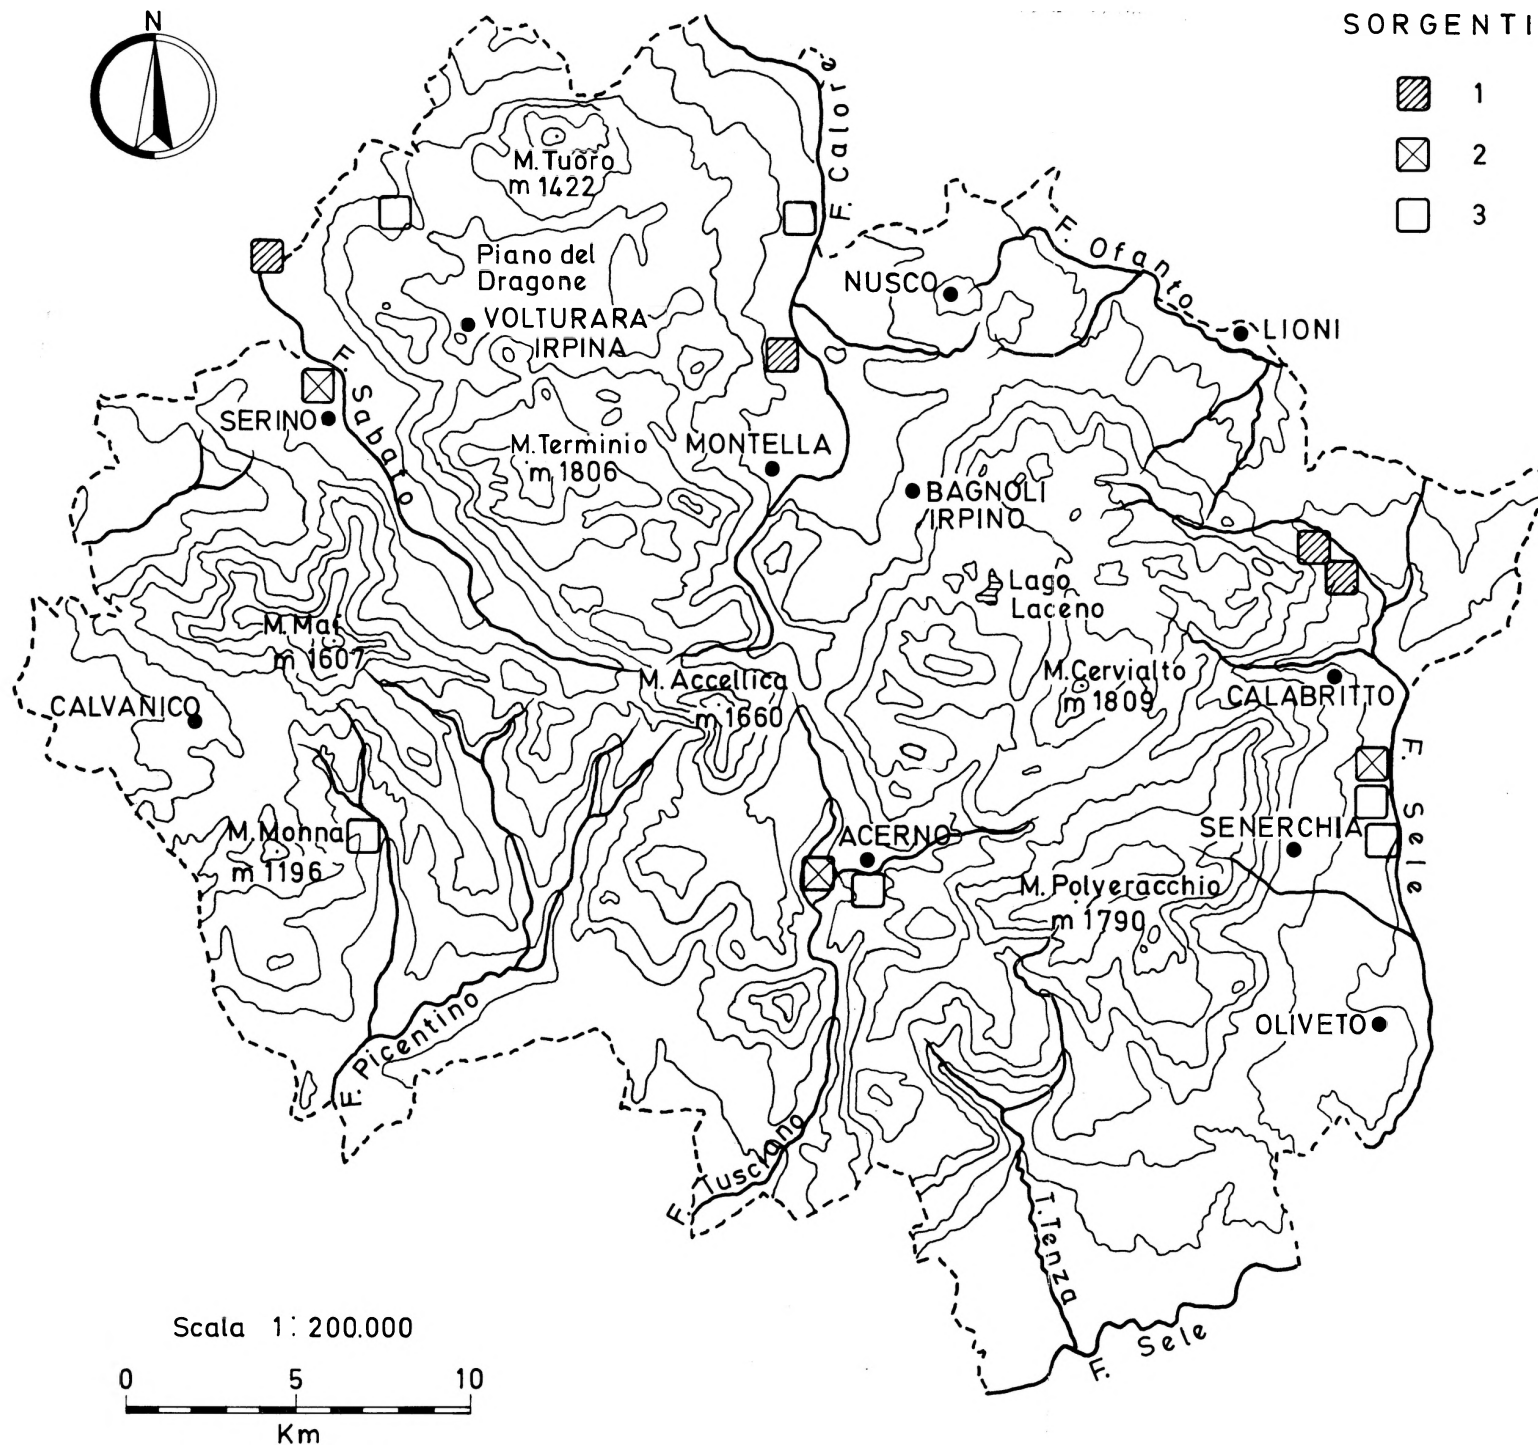 N
SORGENTI
1
2
3
F. Calore
M. Tuoro
m 1422
Piano del
Dragone
VOLTURARA
IRPINA
NUSCO
F. Ofanto
LIONI
F. Sabato
SERINO
M. Terminio
m 1806
MONTELLA
BAGNOLI
IRPINO
Lago
Laceno
M. Mai
m 1607
CALVANICO
M. Accellica
m 1660
M. Cervialto
m 1809
CALABRITTO
F. Sele
M. Monna
m 1196
ACERNO
SENERCHIA
M. Polveracchio
m 1790
OLIVETO
F. Picentino
F. Tusciano
T. Tenza
F. Sele
Scala 1:200.000
0 5 10
Km